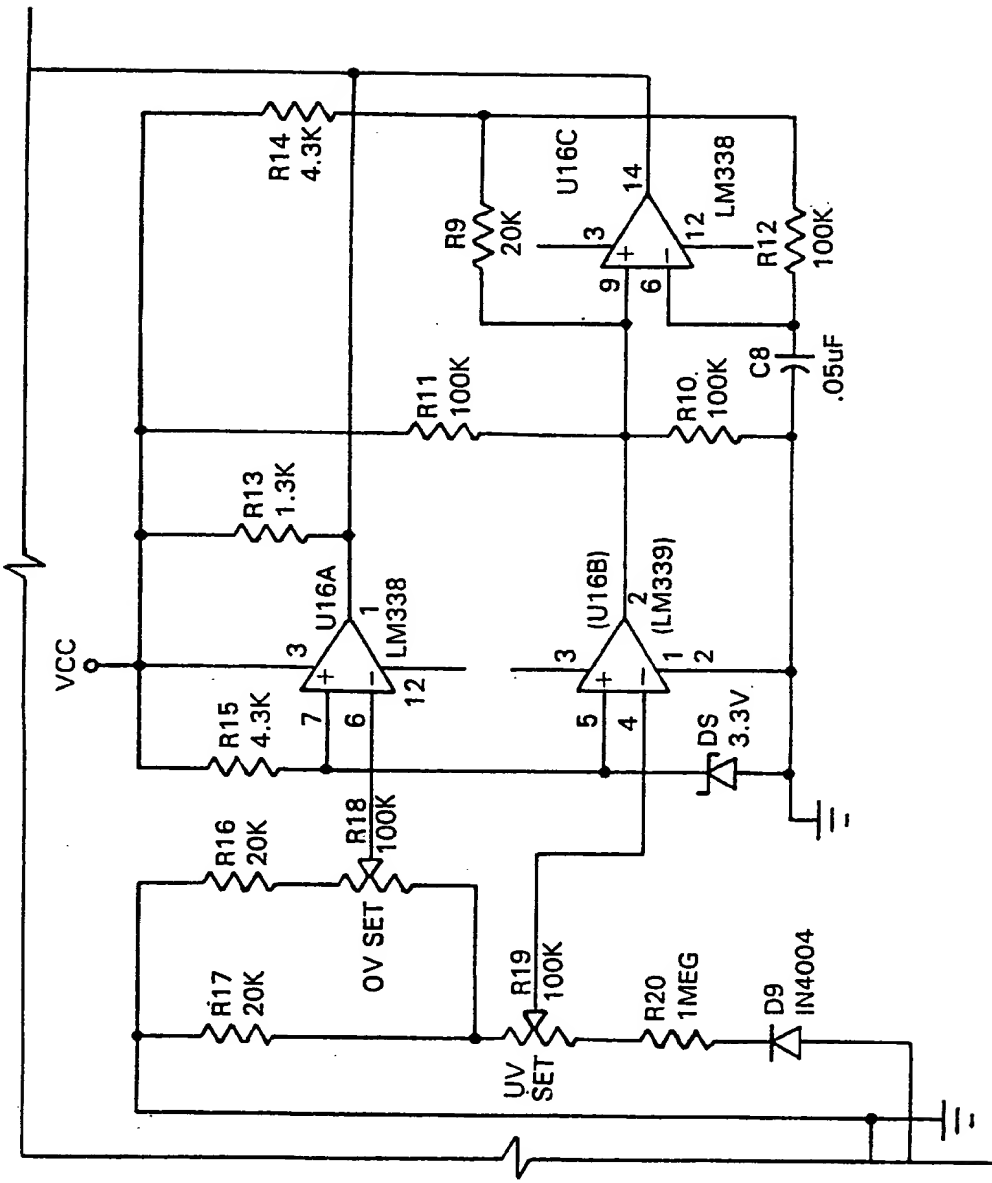 VCC
R14
4.3K
R13
1.3K
R15
4.3K
R16
20K
R17
20K
3
U16A
7
+
6
−
1
12
LM338
R18
100K
OV SET
R11
100K
R9
20K
U16C
3
9
+
6
−
14
12
LM338
R12
100K
R10
100K
C8
.05uF
(U16B)
3
5
+
4
−
2
(LM339)
1
2
DS
3.3V
R19
100K
UV
SET
R20
1MEG
D9
IN4004